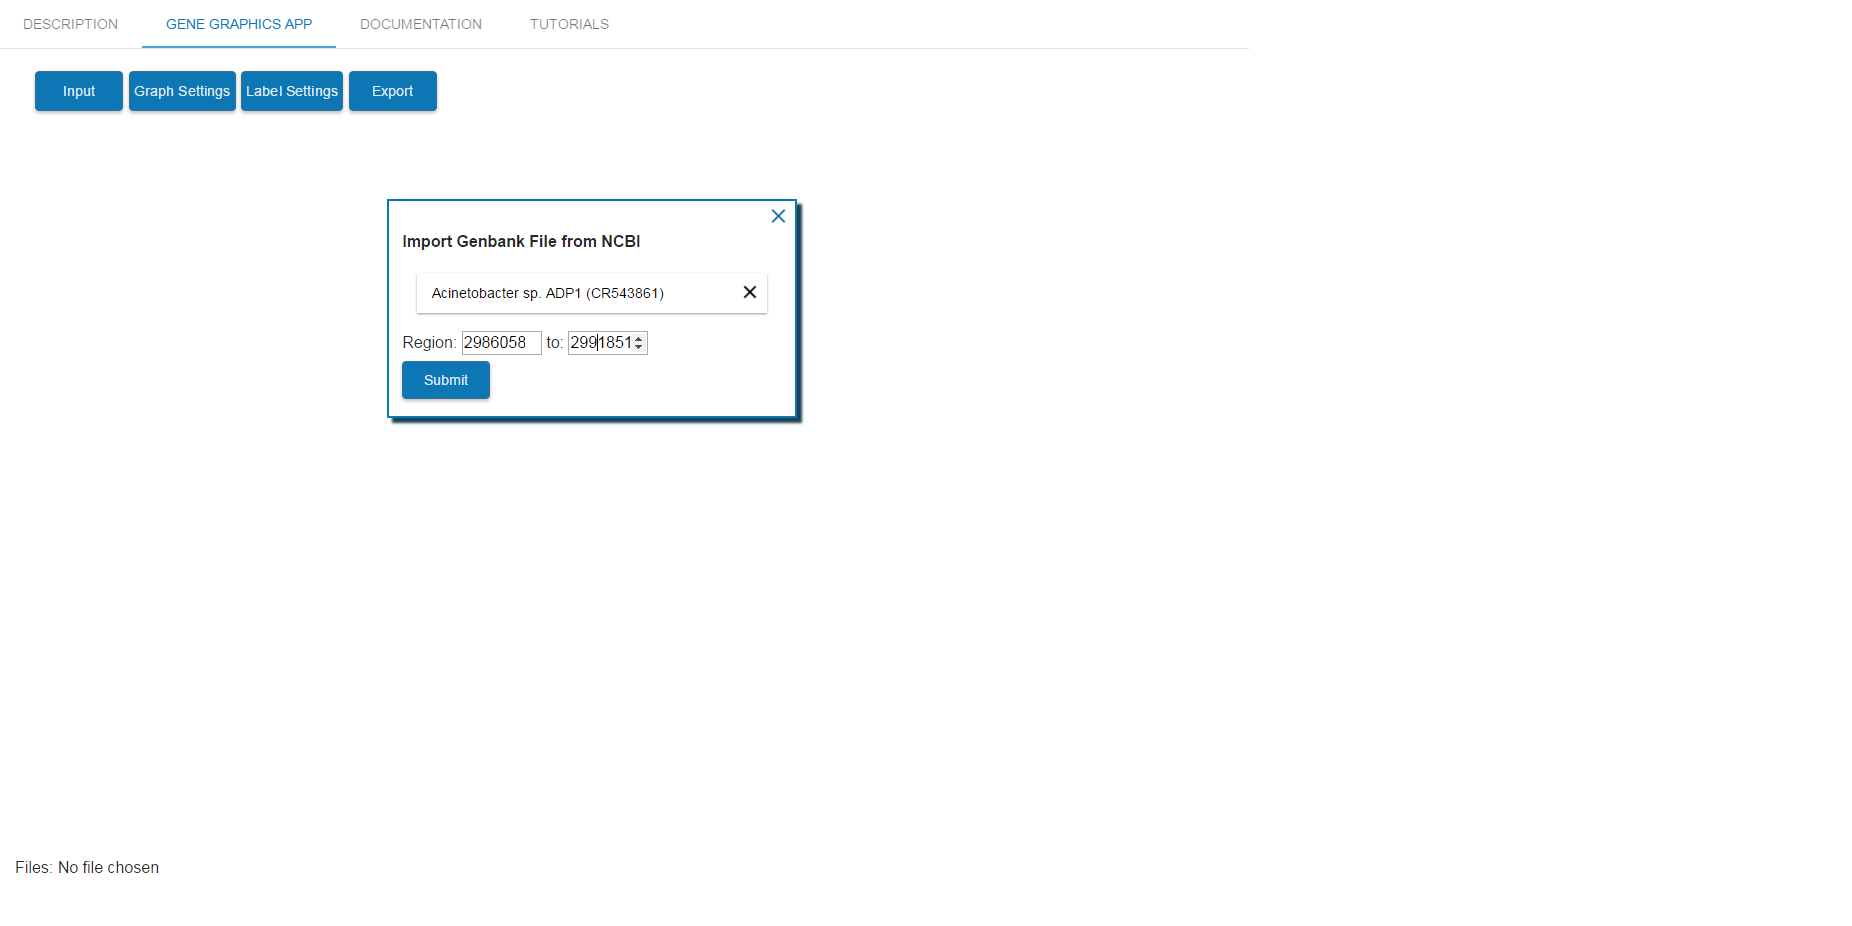 DESCRIPTION GENE GRAPHICS APP DOCUMENTATION TUTORIALS
Input Graph Settings Label Settings Export
Import Genbank File from NCBI
Acinetobacter sp. ADP1 (CR543861)
Region: 2986058 to: 2991851
Submit
Files: No file chosen